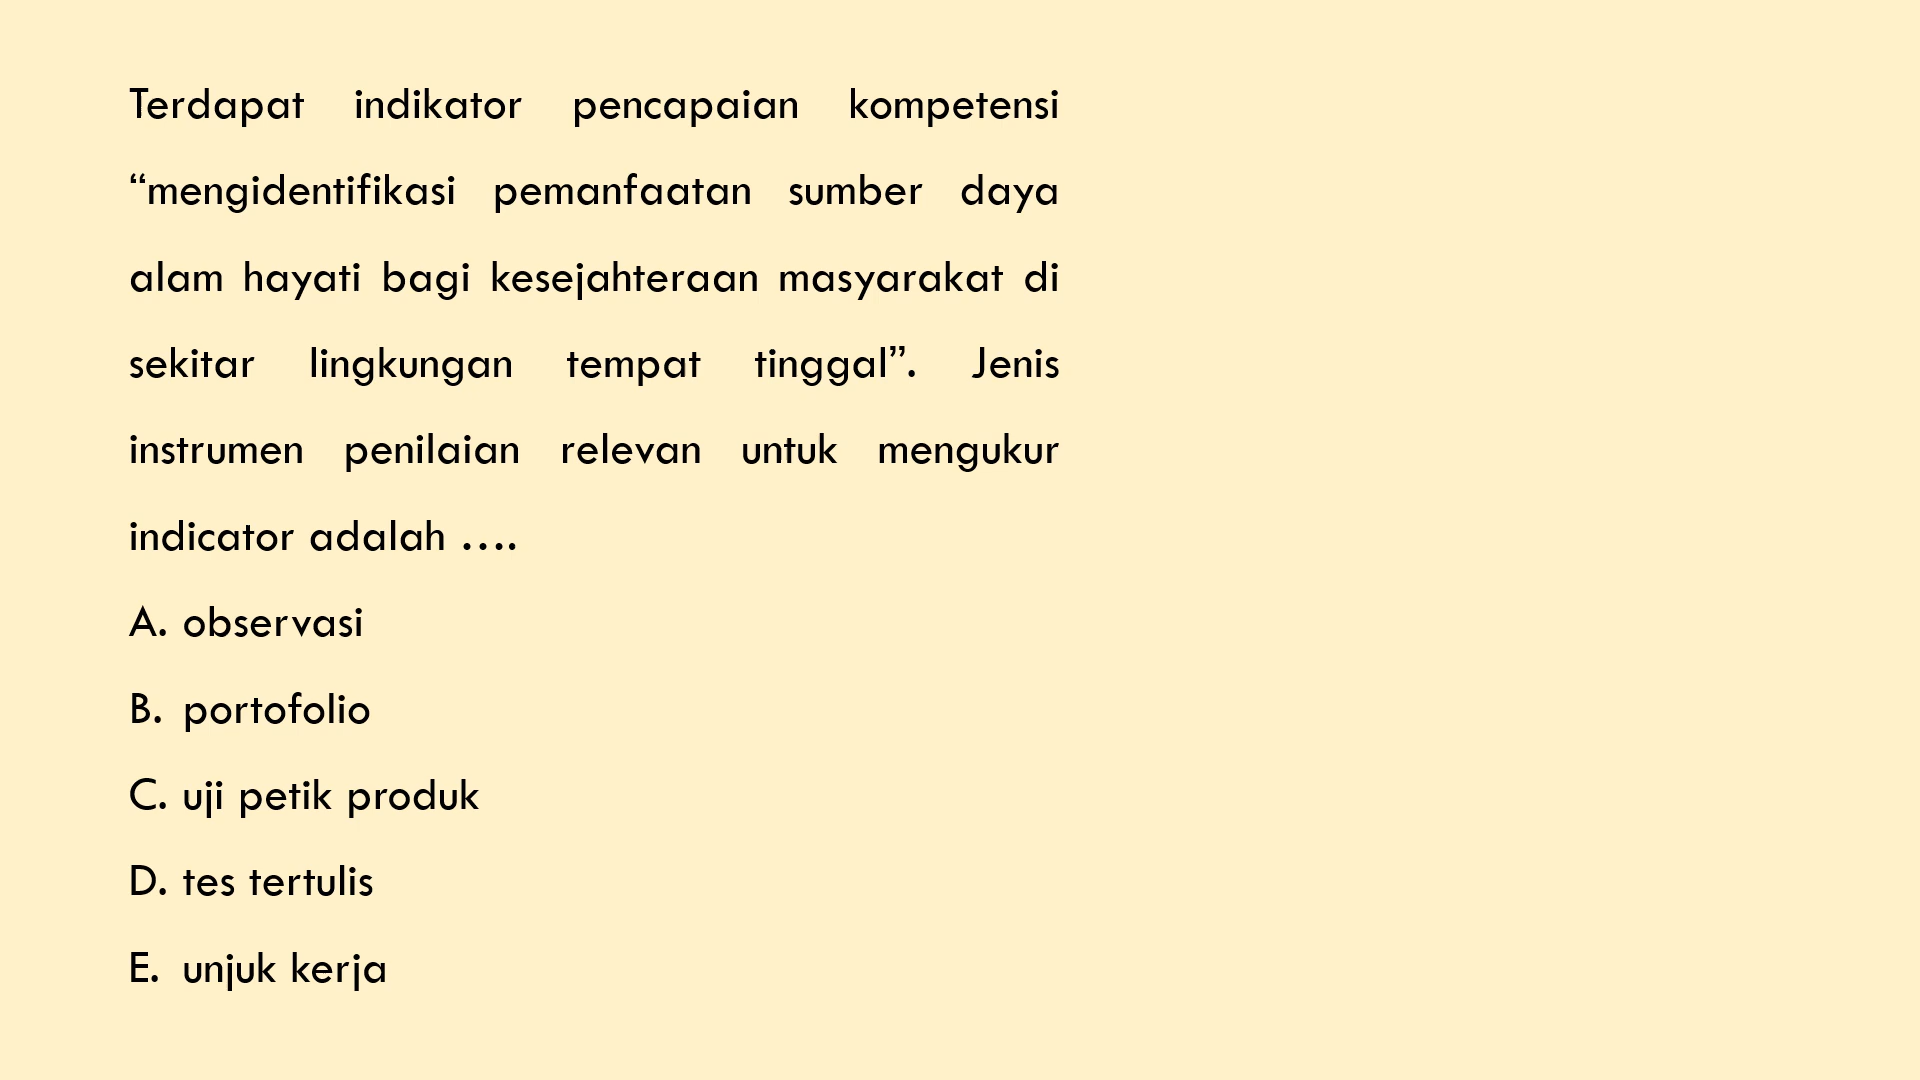 Terdapat indikator pencapaian kompetensi
“mengidentifikasi pemanfaatan sumber daya
alam hayati bagi kesejahteraan masyarakat di
sekitar lingkungan tempat tinggal”. Jenis
instrumen penilaian relevan untuk mengukur
indicator adalah ….
A. observasi
B. portofolio
C. uji petik produk
D. tes tertulis
E. unjuk kerja